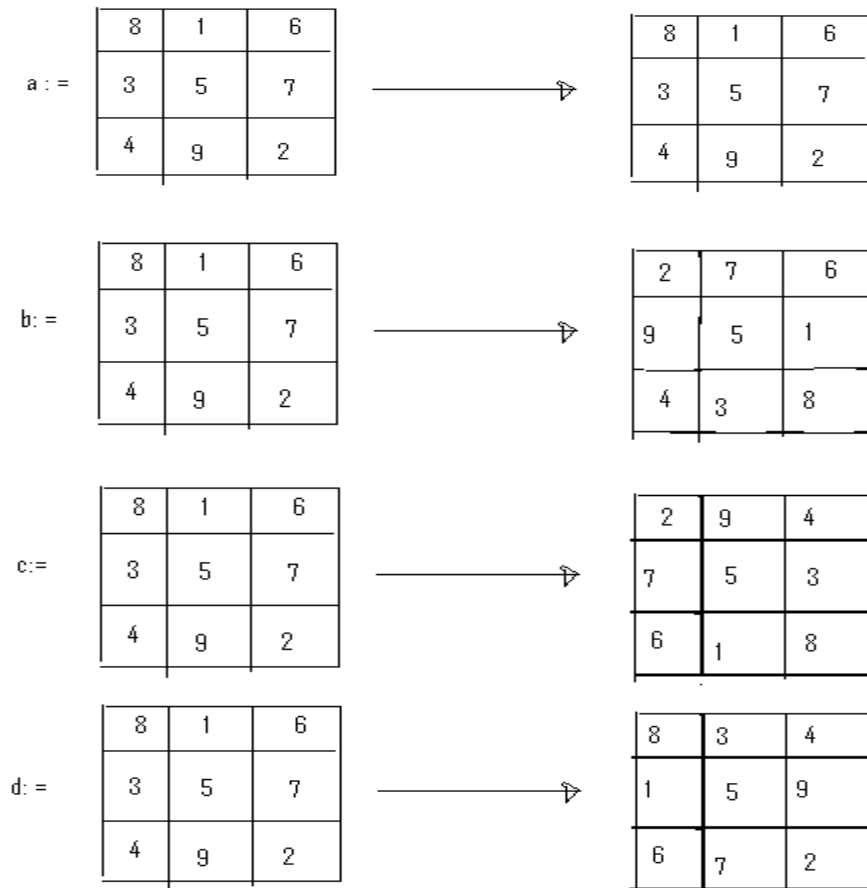 8 1 6 8 1 6
a : = 3 5 7 3 5 7
4 9 2 4 9 2
8 1 6 2 7 6
b: = 3 5 7 9 5 1
4 9 2 4 3 8
8 1 6 2 9 4
c:= 3 5 7 7 5 3
4 9 2 6 1 8
8 1 6 8 3 4
d: = 3 5 7 1 5 9
4 9 2 6 7 2